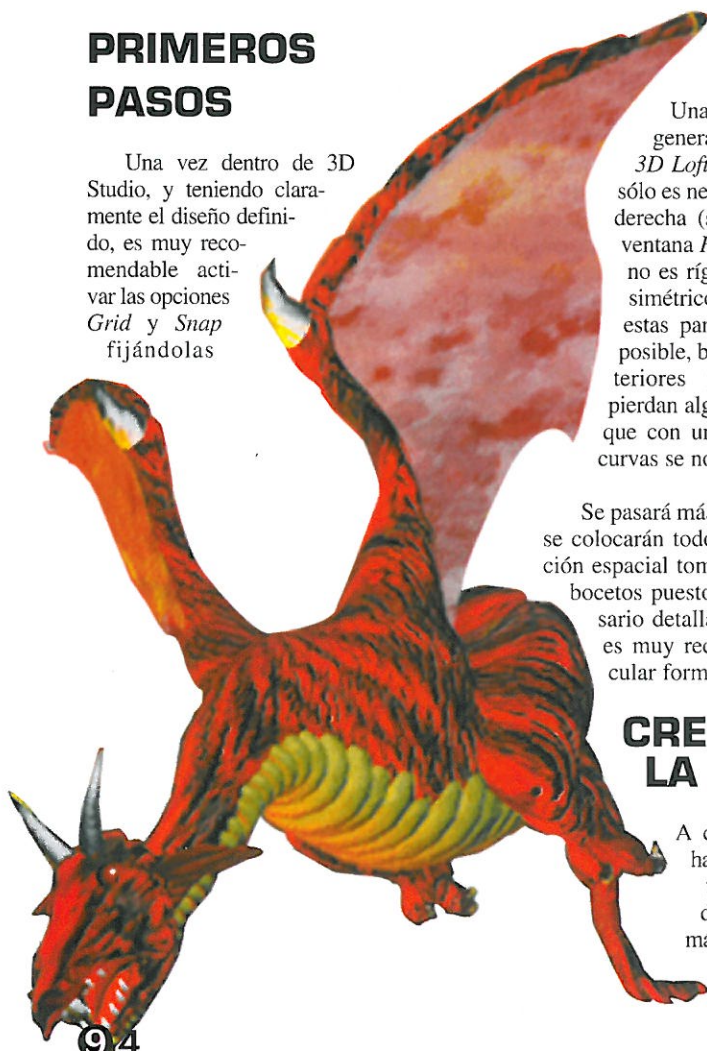 PRIMEROS
PASOS
Una vez dentro de 3D
Studio, y teniendo clara-
mente el diseño defini-
do, es muy reco-
mendable acti-
var las opciones
Grid y Snap
fijándolas
Una
genera
3D Loft
sólo es ne
derecha (s
ventana
no es ríg
simétrico
estas par
posible, b
teriores
pierdan alg
que con un
curvas se no
Se pasará más
se colocarán todo
ción espacial tom
bocetos puesto
sario detalla
es muy rec
cular form
CRE
LA
A c
ha
má
94